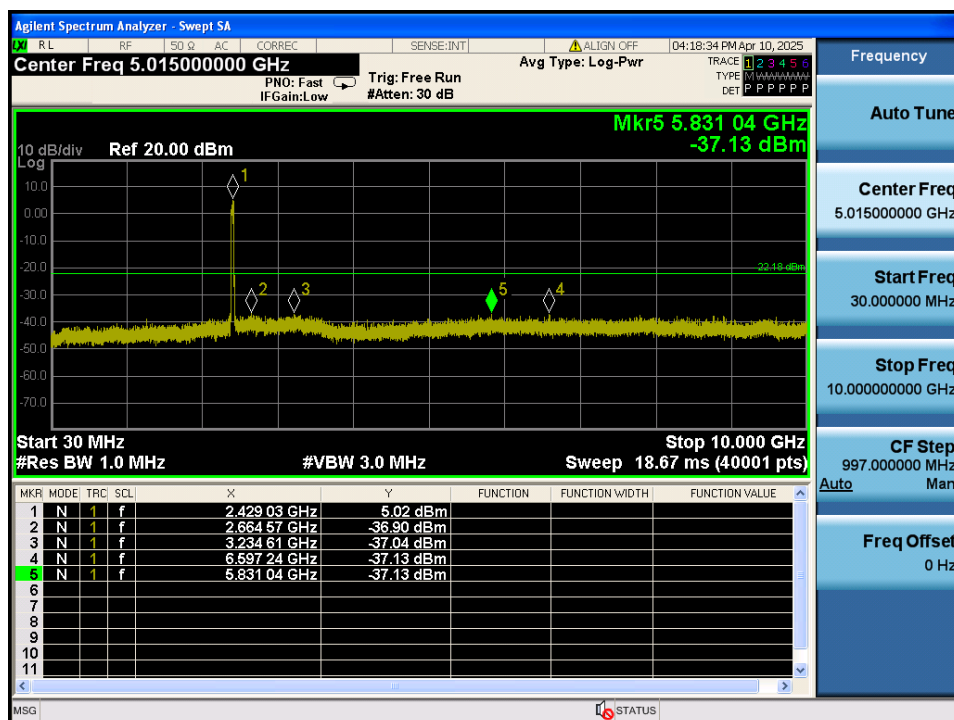 Agilent Spectrum Analyzer - Swept SA
LXI RL RF 50 Ω AC CORREC SENSE:INT ALIGN OFF 04:18:34 PM Apr 10, 2025
Center Freq 5.015000000 GHz
PNO: Fast
IFGain:Low
Trig: Free Run
#Atten: 30 dB
Avg Type: Log-Pwr
TRACE 1 2 3 4 5 6
TYPE M W W W W W
DET P P P P P P
Mkr5 5.831 04 GHz
-37.13 dBm
10 dB/div Ref 20.00 dBm
Log
10.0
0.00
-10.0
-20.0
-30.0
-40.0
-50.0
-60.0
-70.0
1
2
3
5
4
-22.18 dBm
Start 30 MHz Stop 10.000 GHz
#Res BW 1.0 MHz #VBW 3.0 MHz Sweep 18.67 ms (40001 pts)
MKR MODE TRC SCL X Y FUNCTION FUNCTION WIDTH FUNCTION VALUE
1 N 1 f 2.429 03 GHz 5.02 dBm
2 N 1 f 2.664 57 GHz -36.90 dBm
3 N 1 f 3.234 61 GHz -37.04 dBm
4 N 1 f 6.597 24 GHz -37.13 dBm
5 N 1 f 5.831 04 GHz -37.13 dBm
6
7
8
9
10
11
MSG STATUS
Frequency
Auto Tune
Center Freq
5.015000000 GHz
Start Freq
30.000000 MHz
Stop Freq
10.000000000 GHz
CF Step
997.000000 MHz
Auto Man
Freq Offset
0 Hz